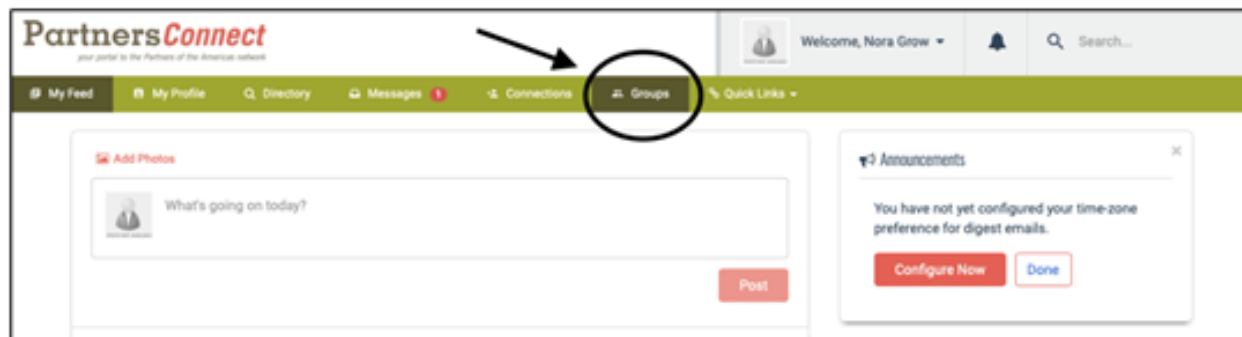 PartnersConnect
your portal to the Partners of the Americas network
Welcome, Nora Grow
Search...
My Feed
My Profile
Directory
Messages 1
Connections
Groups
Quick Links
Add Photos
What's going on today?
Post
Announcements
You have not yet configured your time-zone
preference for digest emails.
Configure Now
Done